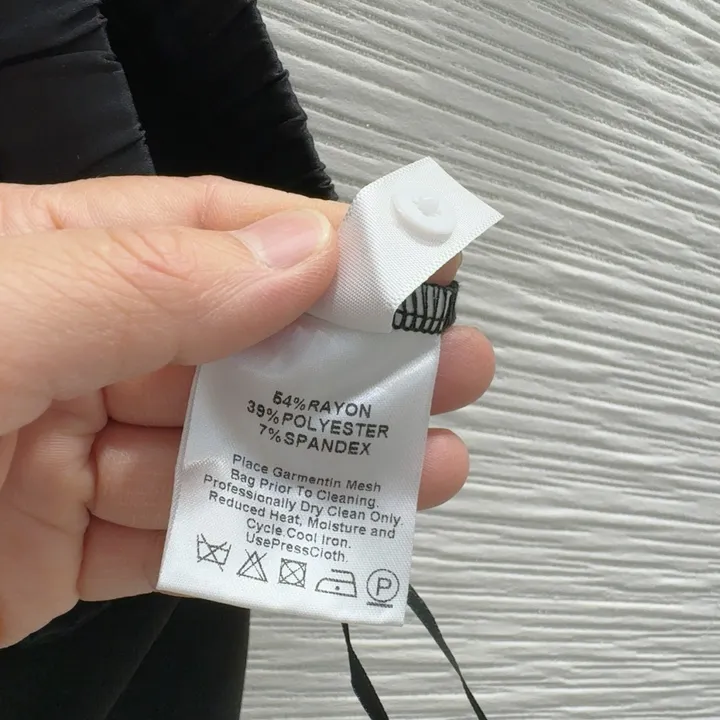 54%RAYON
39%POLYESTER
7%SPANDEX
Place Garmentin Mesh
Bag Prior To Cleaning.
Professionally Dry Clean Only.
Reduced Heat, Moisture and
Cycle.Cool Iron.
UsePressCloth.
P